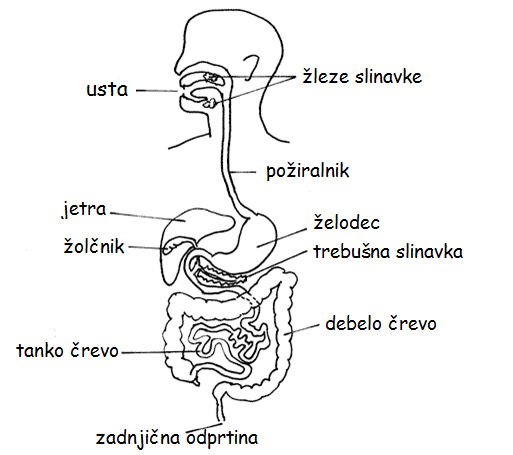 žleze slinavke
usta
požiralnik
jetra
želodec
žolčnik
trebušna slinavka
debelo črevo
tanko črevo
zadnjična odprtina